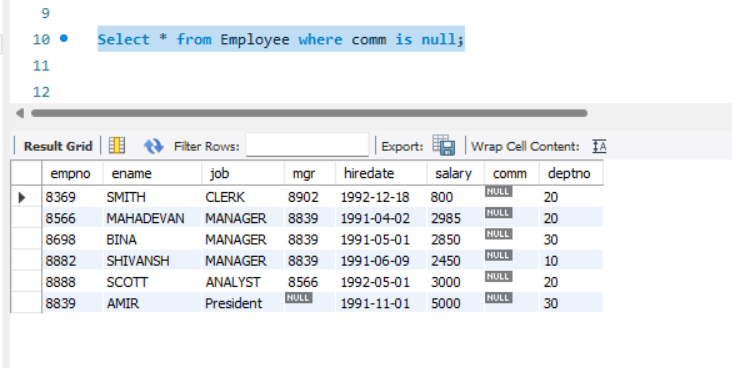 9
10 Select * from Employee where comm is null;
11
12
Result Grid Filter Rows: Export: Wrap Cell Content: IA
empno ename job mgr hiredate salary comm deptno
8369 SMITH CLERK 8902 1992-12-18 800 NULL 20
8566 MAHADEVAN MANAGER 8839 1991-04-02 2985 NULL 20
8698 BINA MANAGER 8839 1991-05-01 2850 NULL 30
8882 SHIVANSH MANAGER 8839 1991-06-09 2450 NULL 10
8888 SCOTT ANALYST 8566 1992-05-01 3000 NULL 20
8839 AMIR President NULL 1991-11-01 5000 NULL 30